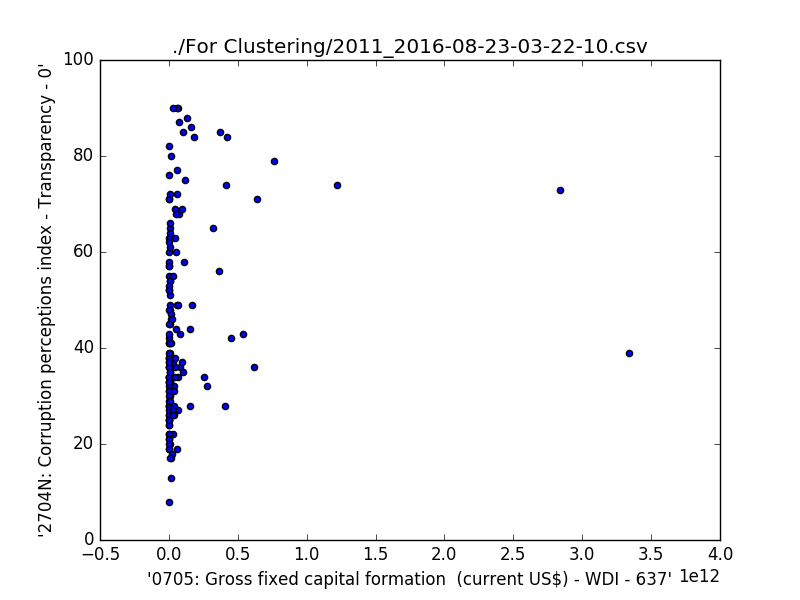 ./For Clustering/2011_2016-08-23-03-22-10.csv
'2704N: Corruption perceptions index - Transparency - 0'
100
80
60
40
20
0
−0.5 0.0 0.5 1.0 1.5 2.0 2.5 3.0 3.5 4.0
1e12
'0705: Gross fixed capital formation  (current US$) - WDI - 637'